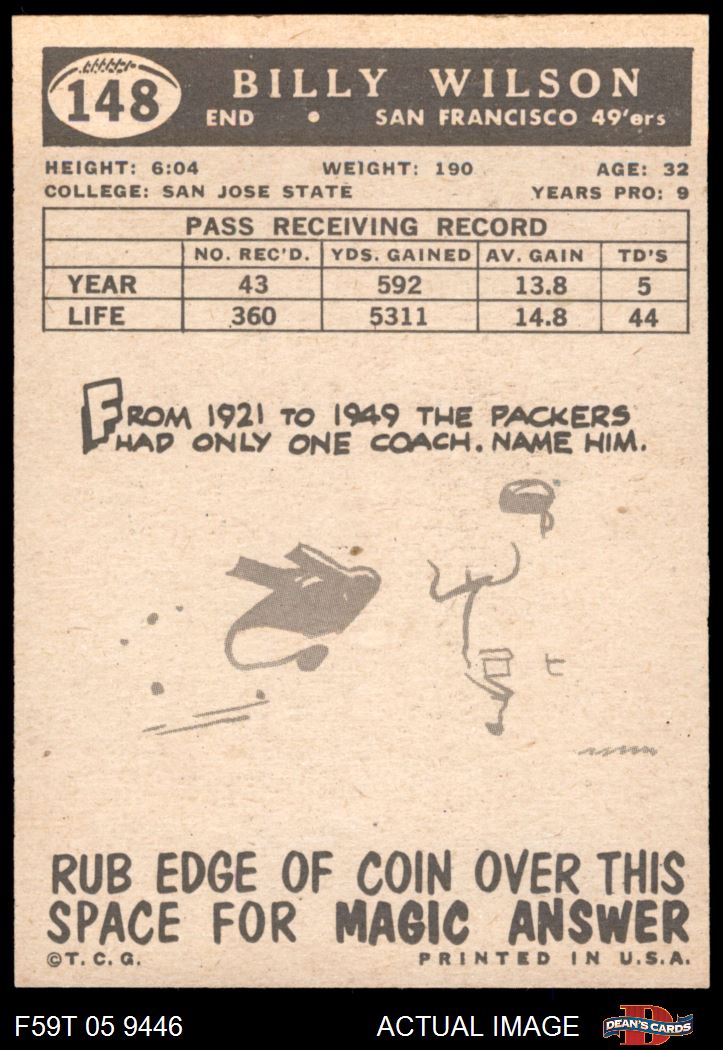 148
BILLY WILSON
END • SAN FRANCISCO 49'ers
HEIGHT: 6:04 WEIGHT: 190 AGE: 32
COLLEGE: SAN JOSE STATE YEARS PRO: 9
PASS RECEIVING RECORD
NO. REC'D. YDS. GAINED AV. GAIN TD'S
YEAR 43 592 13.8 5
LIFE 360 5311 14.8 44
FROM 1921 TO 1949 THE PACKERS
HAD ONLY ONE COACH. NAME HIM.
RUB EDGE OF COIN OVER THIS
SPACE FOR MAGIC ANSWER
©T.C.G. PRINTED IN U.S.A.
F59T 05 9446 ACTUAL IMAGE D DEAN'S CARDS